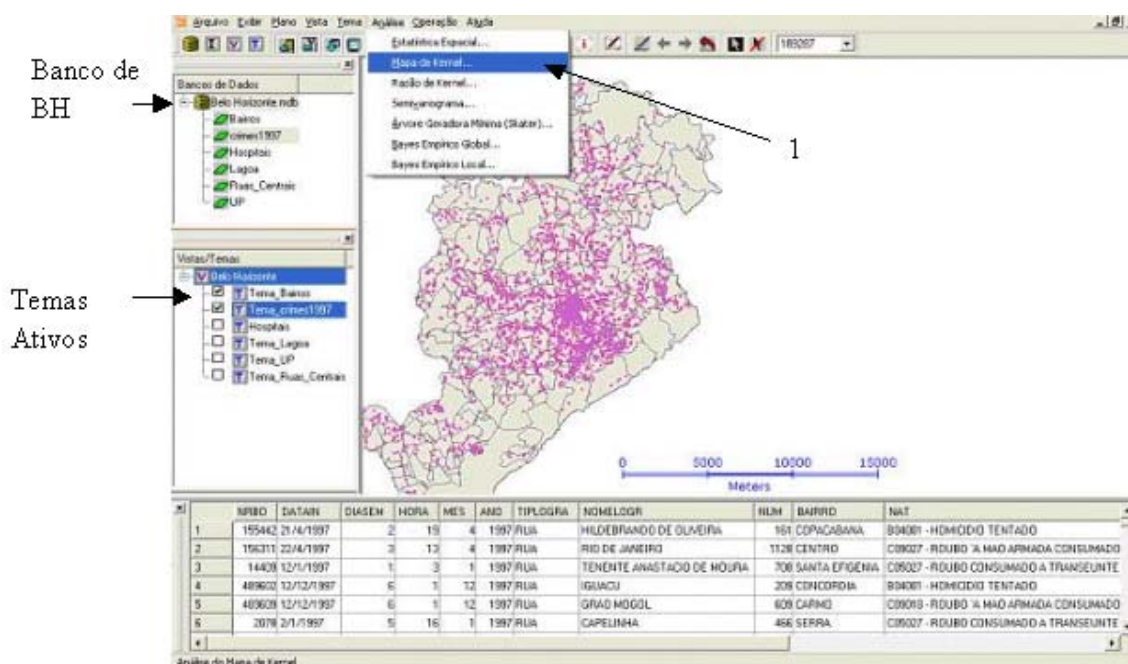 Arquivo Exibir Plano Vista Tema Análise Operação Ajuda
189287
Estatística Espacial...
Mapa de Kernel...
Razão de Kernel...
Semivariograma...
Árvore Geradora Mínima (Skater)...
Bayes Empírico Global...
Bayes Empírico Local...
1
Banco de
BH
Bancos de Dados
Belo Horizonte.mdb
Bairros
crimes1997
Hospitais
Lagoa
Ruas_Centrais
UP
Temas
Ativos
Vistas/Temas
Belo Horizonte
Tema_Bairros
Tema_crimes1997
Hospitais
Tema_Lagoa
Tema_UP
Tema_Ruas_Centrais
0 5000 10000 15000
Meters
NRBO DATAIN DIASEM HORA MES ANO TIPLOGRA NOMELOGR NUM BAIRRO NAT
1 155442 21/4/1997 2 19 4 1997 RUA HILDEBRANDO DE OLIVEIRA 161 COPACABANA B04001 - HOMICIDIO TENTADO
2 156311 22/4/1997 3 13 4 1997 RUA RIO DE JANEIRO 1128 CENTRO C09027 - ROUBO 'A MAO ARMADA CONSUMADO
3 14409 12/1/1997 1 3 1 1997 RUA TENENTE ANASTACIO DE MOURA 708 SANTA EFIGENIA C05027 - ROUBO CONSUMADO A TRANSEUNTE
4 489602 12/12/1997 6 1 12 1997 RUA IGUACU 209 CONCORDIA B04001 - HOMICIDIO TENTADO
5 489609 12/12/1997 6 1 12 1997 RUA GRAO MOGOL 609 CARMO C09018 - ROUBO 'A MAO ARMADA CONSUMADO
6 2078 2/1/1997 5 16 1 1997 RUA CAPELINHA 466 SERRA C05027 - ROUBO CONSUMADO A TRANSEUNTE
Análise do Mapa de Kernel